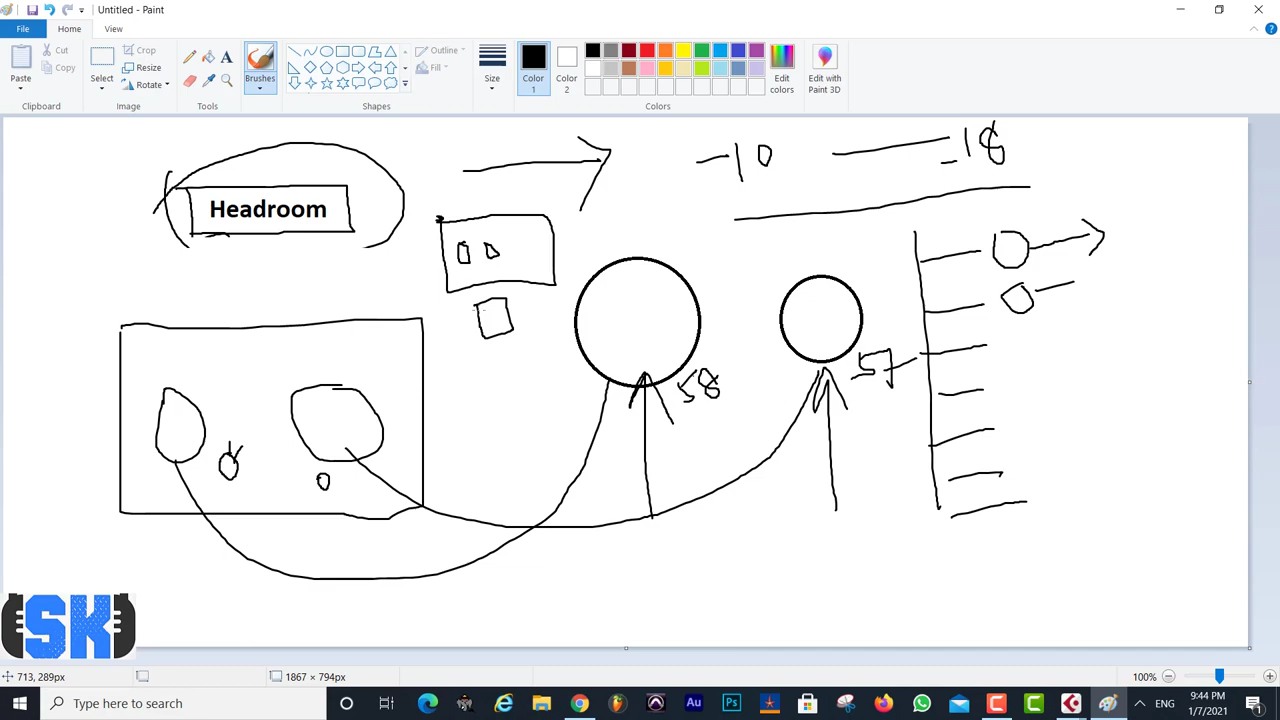 Untitled - Paint
File
Home
View
Paste
Cut
Copy
Clipboard
Select
Crop
Resize
Rotate
Image
Tools
Brushes
Shapes
Outline
Fill
Size
Color 1
Color 2
Edit colors
Colors
Edit with Paint 3D
-10
-18
Headroom
58
57
SK
713, 289px
1867 × 794px
100%
Type here to search
Au
Ps
ENG
9:44 PM
1/7/2021